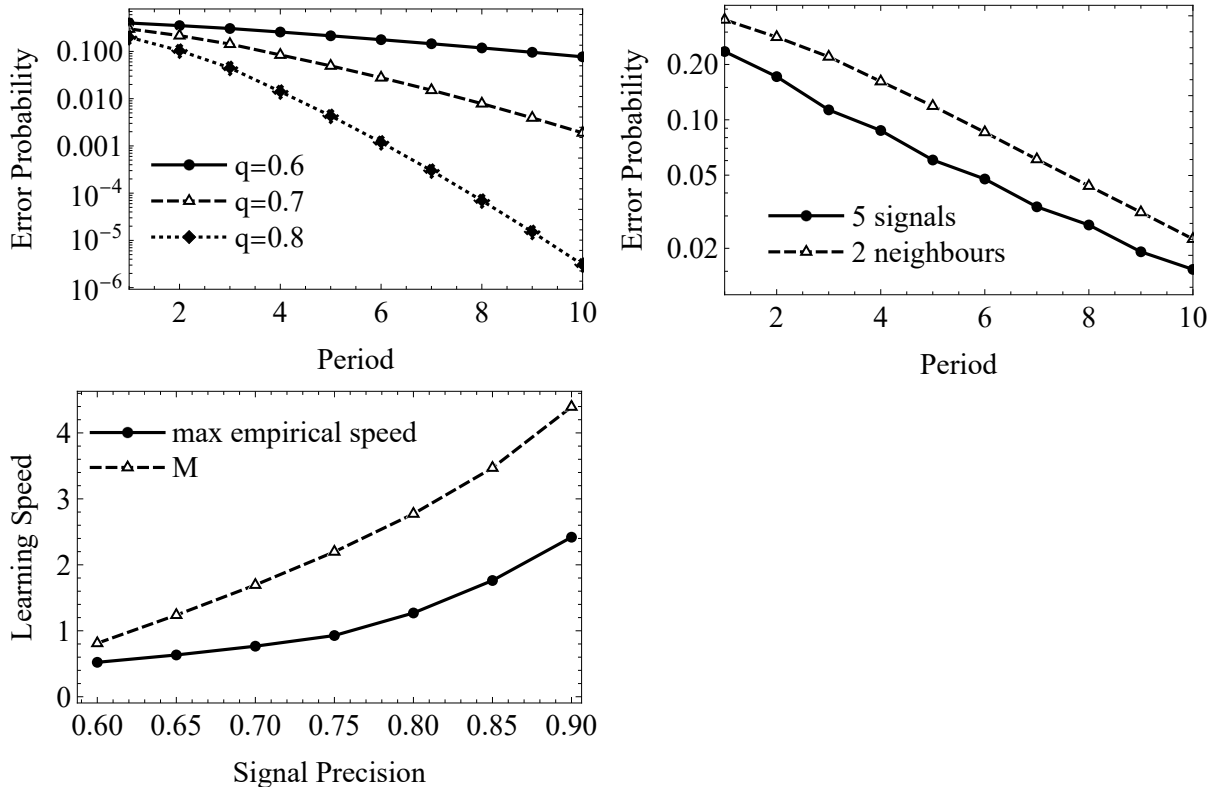 Error Probability
0.100
0.010
0.001
10⁻⁴
10⁻⁵
10⁻⁶
q=0.6
q=0.7
q=0.8
2 4 6 8 10
Period
Error Probability
0.20
0.10
0.05
0.02
5 signals
2 neighbours
2 4 6 8 10
Period
Learning Speed
4
3
2
1
0
max empirical speed
M
0.60 0.65 0.70 0.75 0.80 0.85 0.90
Signal Precision